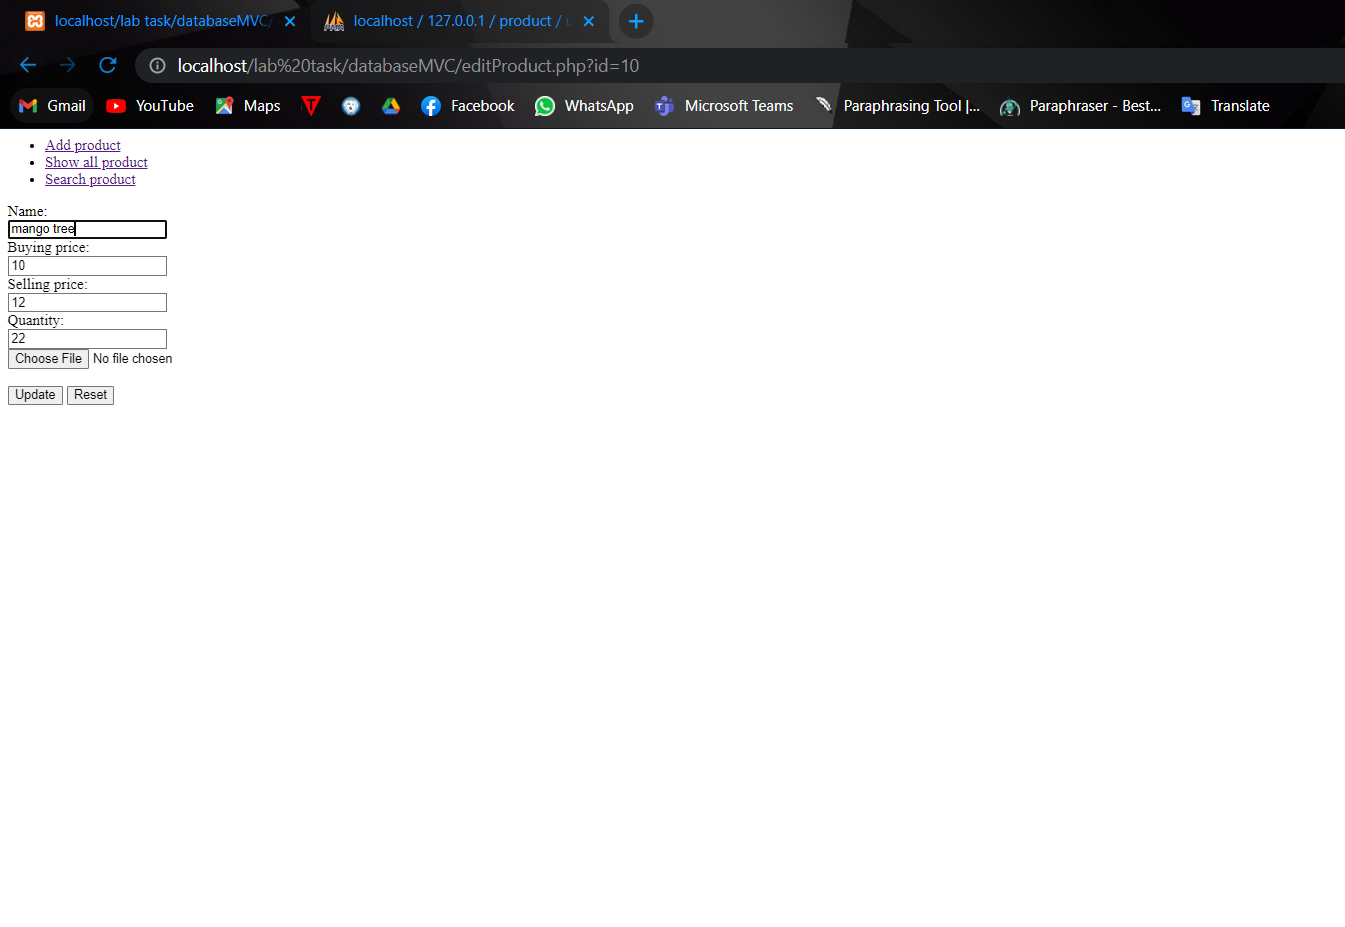 localhost/lab task/databaseMVC/
localhost / 127.0.0.1 / product / u
localhost/lab%20task/databaseMVC/editProduct.php?id=10
Gmail YouTube Maps Facebook WhatsApp Microsoft Teams Paraphrasing Tool |... Paraphraser - Best... Translate
Add product
Show all product
Search product
Name:
mango tree
Buying price:
10
Selling price:
12
Quantity:
22
Choose File No file chosen
Update Reset